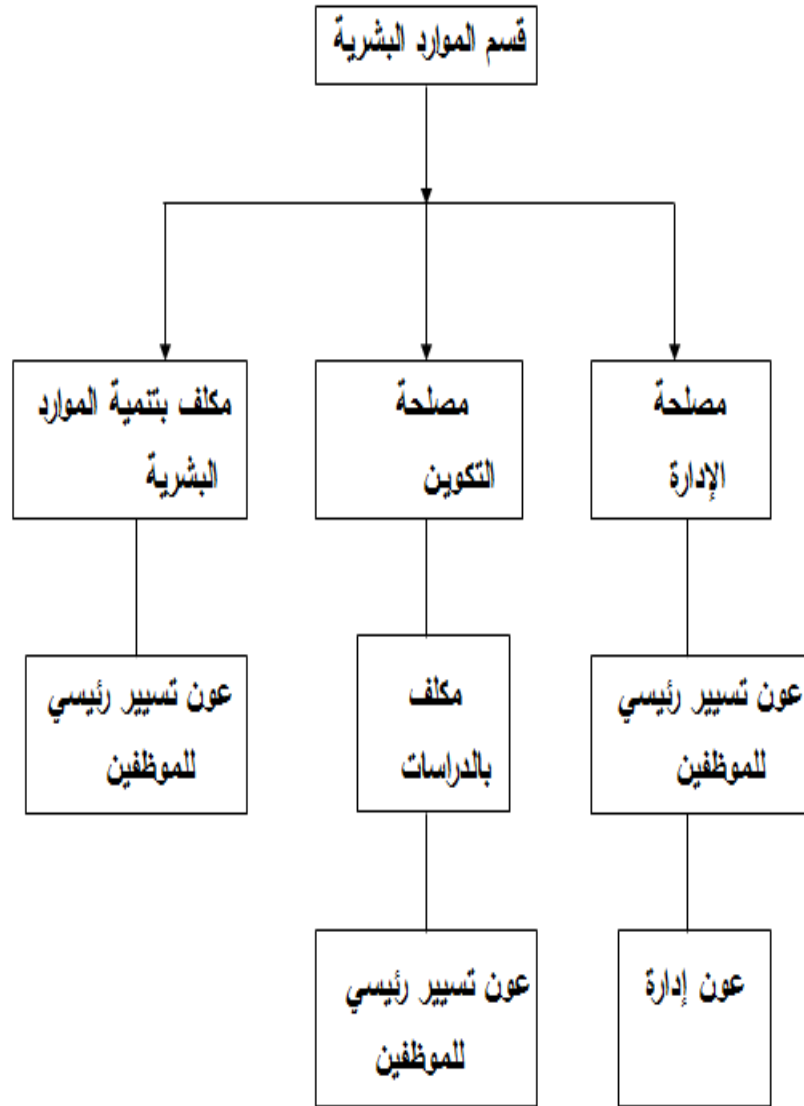 قسم الموارد البشرية
مصلحة
الإدارة
مصلحة
التكوين
مكلف بتنمية الموارد
البشرية
عون تسيير رئيسي
للموظفين
مكلف
بالدراسات
عون تسيير رئيسي
للموظفين
عون إدارة
عون تسيير رئيسي
للموظفين